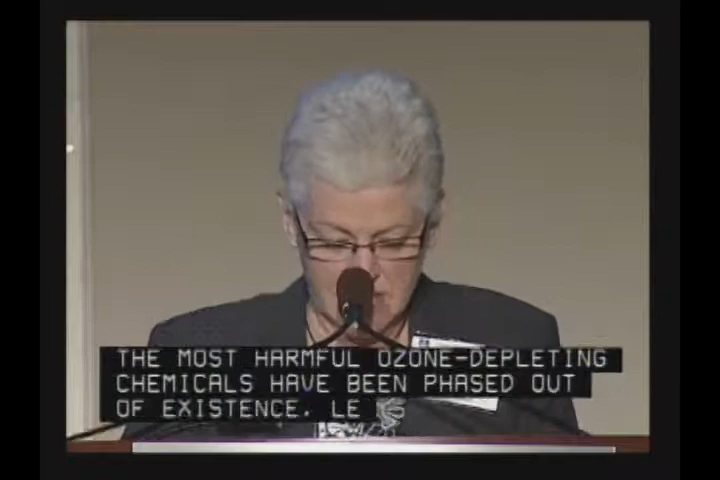 THE MOST HARMFUL OZONE-DEPLETING
CHEMICALS HAVE BEEN PHASED OUT
OF EXISTENCE. LE